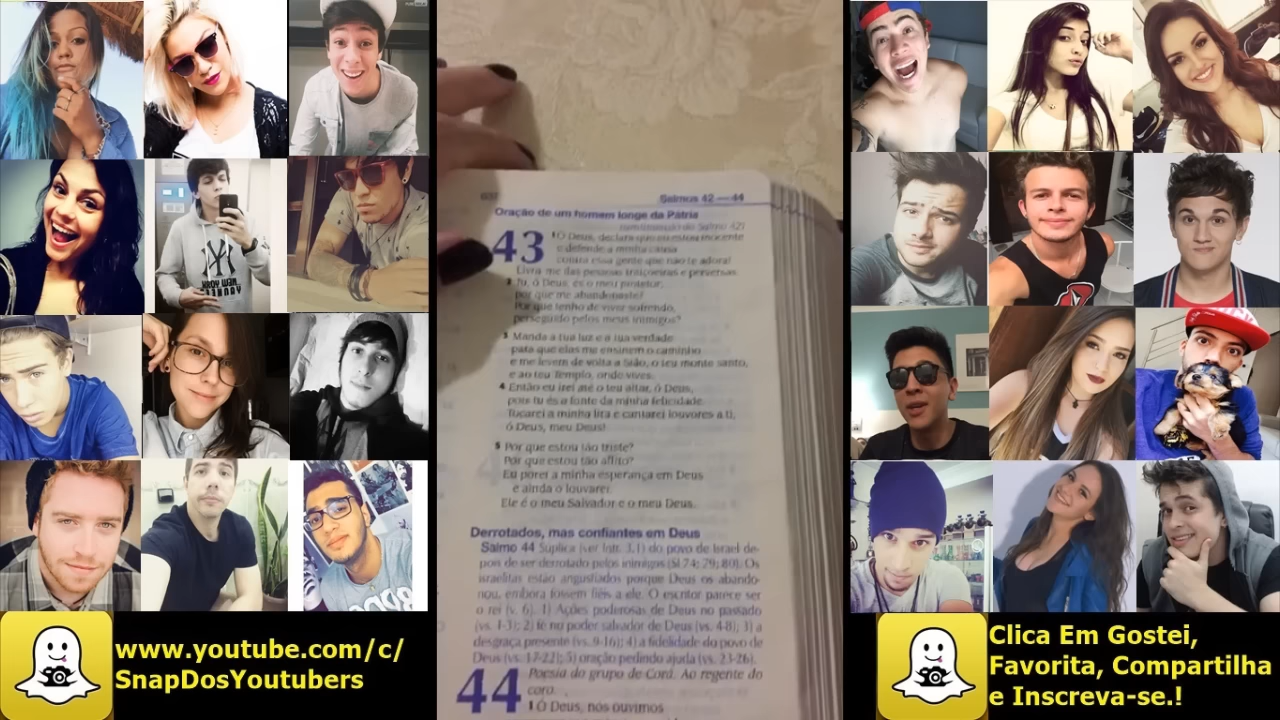 Salmos 42 — 44
Oração de um homem longe da Pátria
(continuação do Salmo 42)
43 1 Ó Deus, declara que eu estou inocente
e defende a minha causa
contra essa gente que não te adora!
Livra-me das pessoas traiçoeiras e perversas.
2 Tu, ó Deus, és o meu protetor;
por que me abandonaste?
Por que tenho de viver sofrendo,
perseguido pelos meus inimigos?
3 Manda a tua luz e a tua verdade
para que elas me ensinem o caminho
e me levem de volta a Sião, o teu monte santo,
e ao teu Templo, onde vives.
4 Então eu irei até o teu altar, ó Deus,
pois tu és a fonte da minha felicidade.
Tocarei a minha lira e cantarei louvores a ti,
ó Deus, meu Deus!
5 Por que estou tão triste?
Por que estou tão aflito?
Eu porei a minha esperança em Deus
e ainda o louvarei.
Ele é o meu Salvador e o meu Deus.
Derrotados, mas confiantes em Deus
Salmo 44 Súplica (ver Intr. 3.1) do povo de Israel de-
pois de ser derrotado pelos inimigos (Sl 74; 79; 80). Os
israelitas estão angustiados porque Deus os abando-
nou, embora fossem fiéis a ele. O escritor parece ser
o rei (v. 6). 1) Ações poderosas de Deus no passado
(vs. 1-3); 2) fé no poder salvador de Deus (vs. 4-8); 3) a
desgraça presente (vs. 9-16); 4) a fidelidade do povo de
Deus (vs. 17-22); 5) oração pedindo ajuda (vs. 23-26).
44 Poesia do grupo de Corá. Ao regente do
coro.
1 Ó Deus, nós ouvimos
www.youtube.com/c/
SnapDosYoutubers
Clica Em Gostei,
Favorita, Compartilha
e Inscreva-se.!